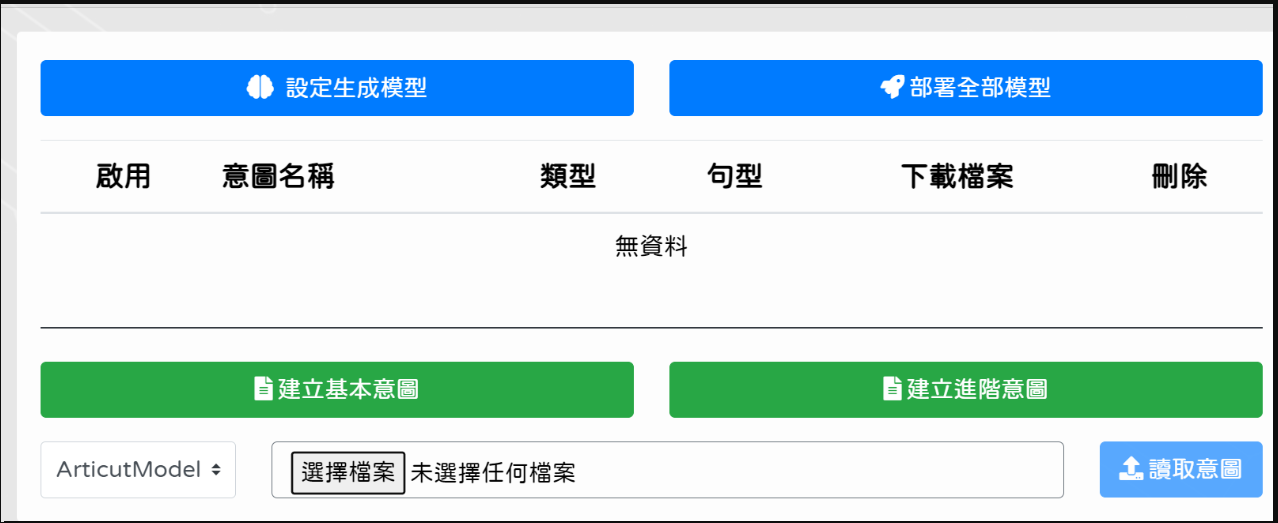 設定生成模型 部署全部模型
啟用 意圖名稱 類型 句型 下載檔案 刪除
無資料
建立基本意圖 建立進階意圖
ArticutModel 選擇檔案 未選擇任何檔案 讀取意圖